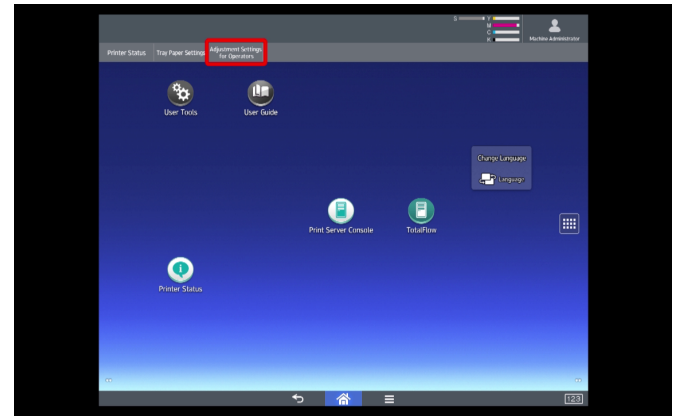 S
Y
M
C
K
Machine Administrator
Printer Status
Tray Paper Settings
Adjustment Settings
for Operators
User Tools
User Guide
Change Language
Language
Print Server Console
TotalFlow
Printer Status
123